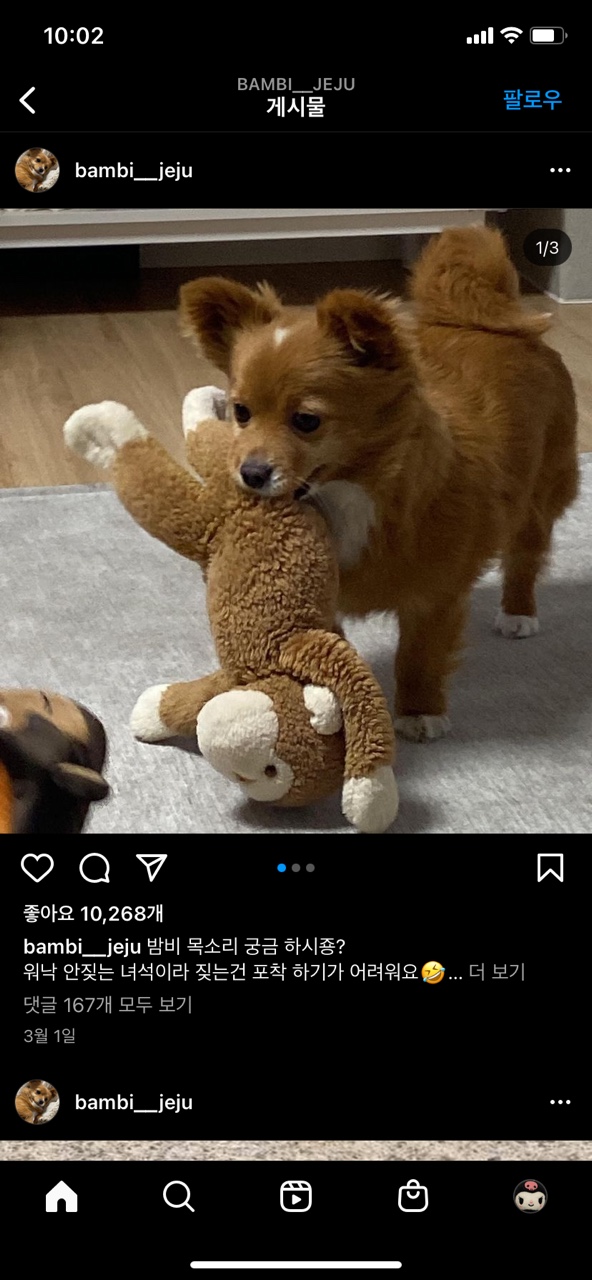 10:02
BAMBI__JEJU
게시물
팔로우
bambi__jeju
1/3
좋아요 10,268개
bambi__jeju 밤비 목소리 궁금 하시죵?
워낙 안짖는 녀석이라 짖는건 포착 하기가 어려워요🤣... 더 보기
댓글 167개 모두 보기
3월 1일
bambi__jeju